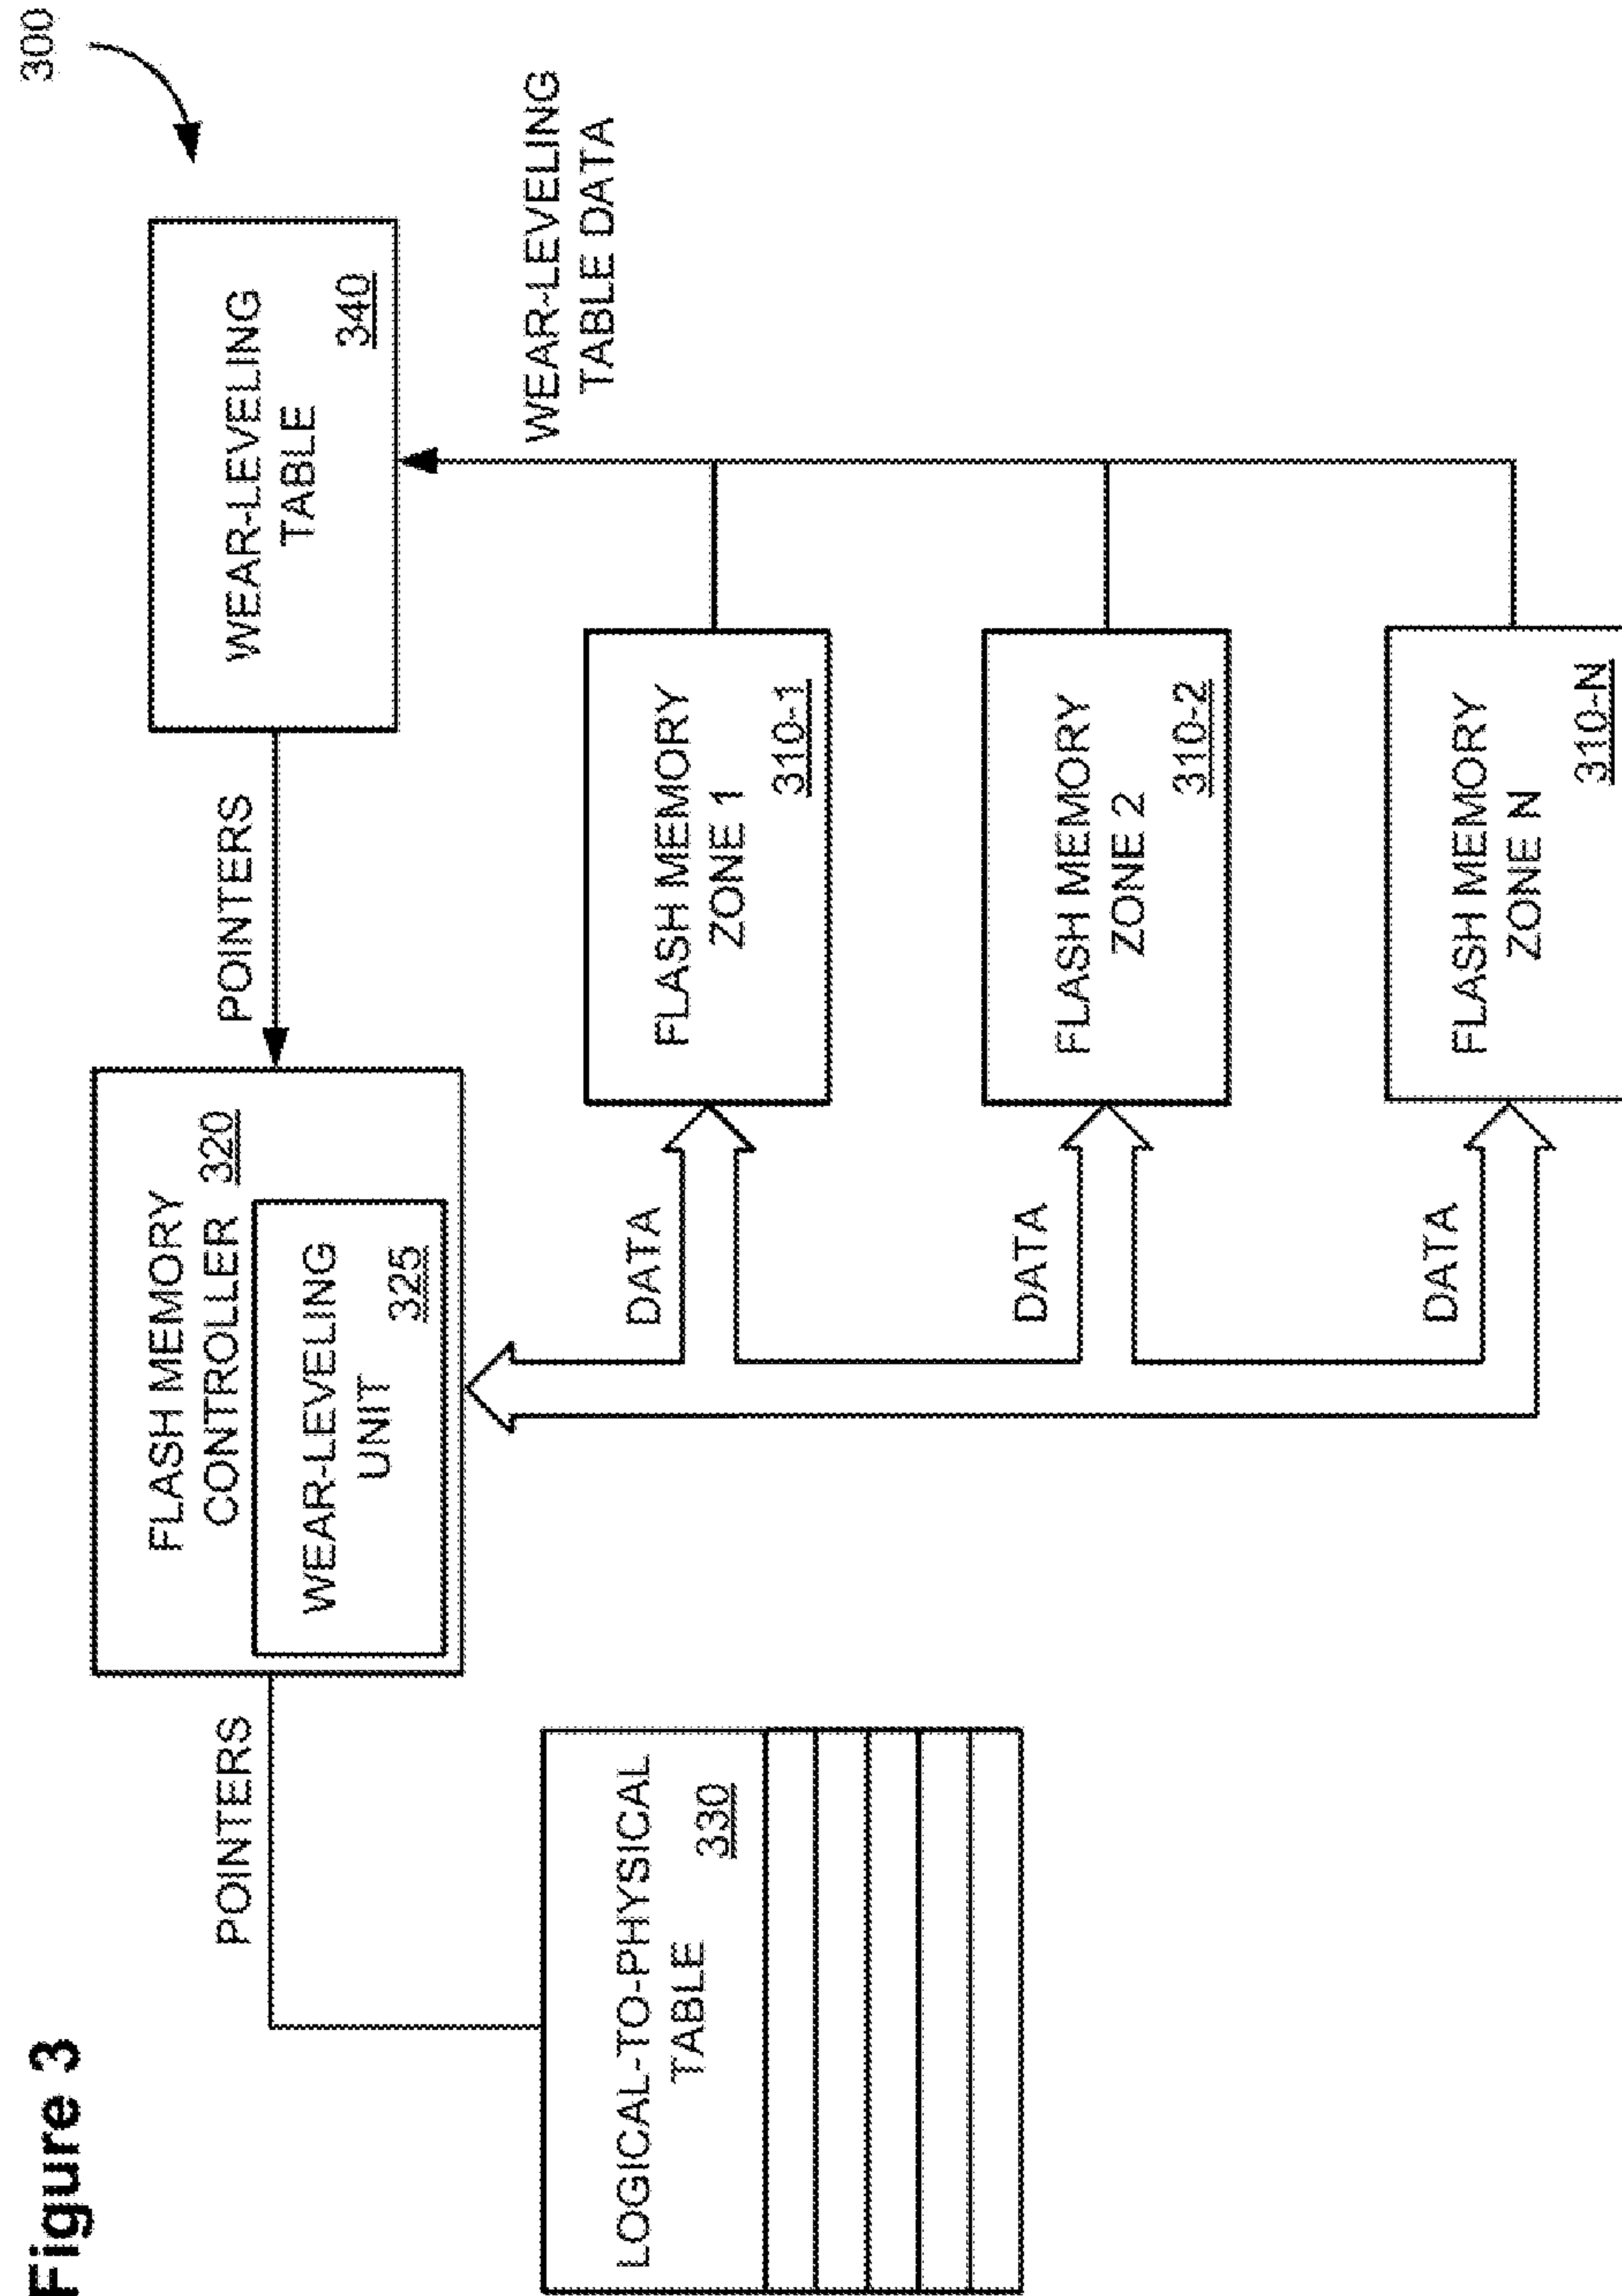 Figure 3
300
POINTERS
FLASH MEMORY
CONTROLLER 320
WEAR-LEVELING
UNIT
325
POINTERS
WEAR-LEVELING
TABLE
340
LOGICAL-TO-PHYSICAL
TABLE
330
WEAR-LEVELING
TABLE DATA
DATA
FLASH MEMORY
ZONE 1
310-1
DATA
FLASH MEMORY
ZONE 2
310-2
DATA
FLASH MEMORY
ZONE N
310-N